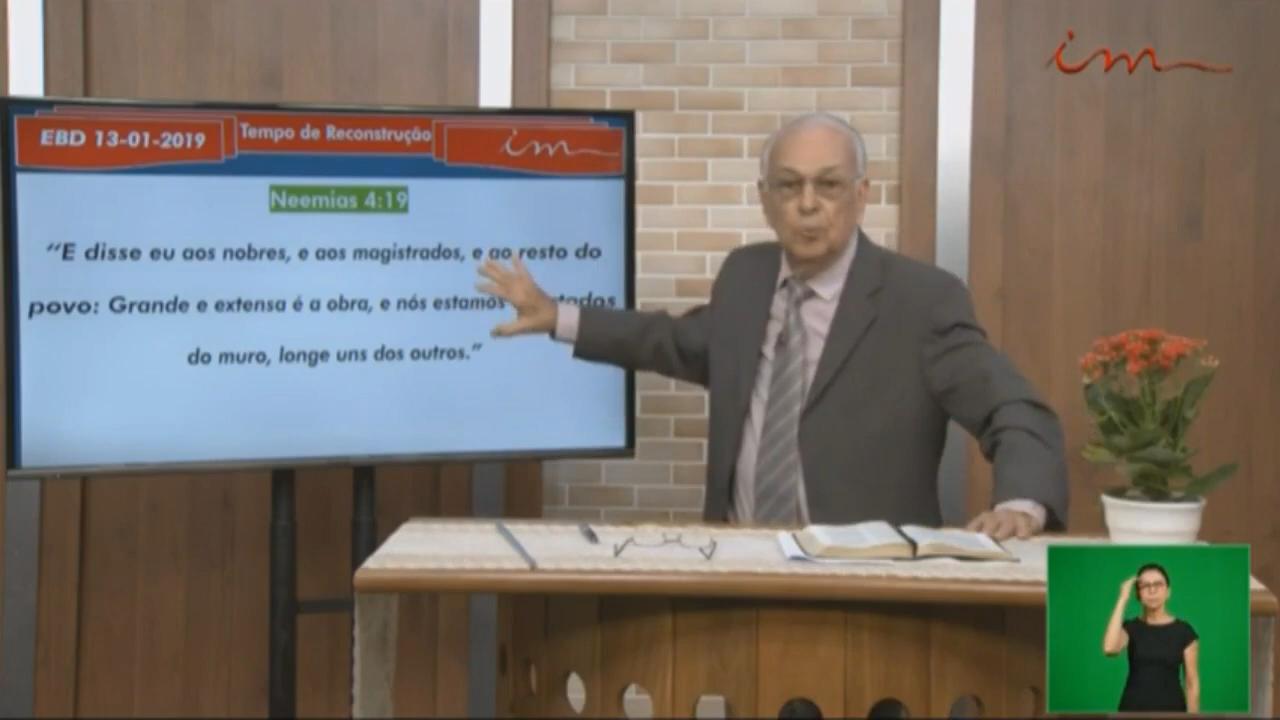 im
EBD 13-01-2019
Tempo de Reconstrução
im
Neemias 4:19
“E disse eu aos nobres, e aos magistrados, e ao resto do
povo: Grande e extensa é a obra, e nós estamos
do muro, longe uns dos outros.”